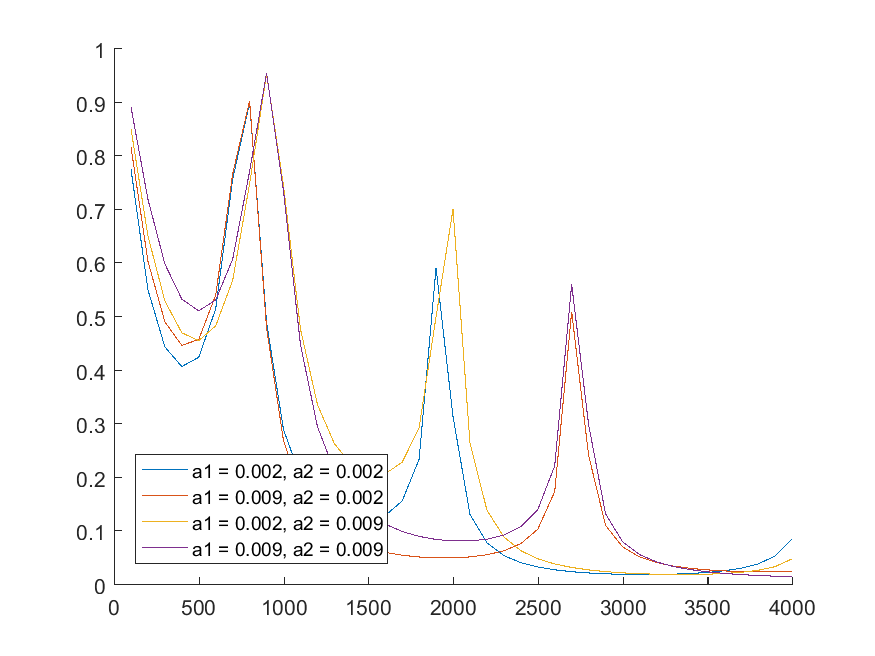 1
0.9
0.8
0.7
0.6
0.5
0.4
0.3
0.2
0.1
0
a1 = 0.002, a2 = 0.002
a1 = 0.009, a2 = 0.002
a1 = 0.002, a2 = 0.009
a1 = 0.009, a2 = 0.009
0 500 1000 1500 2000 2500 3000 3500 4000